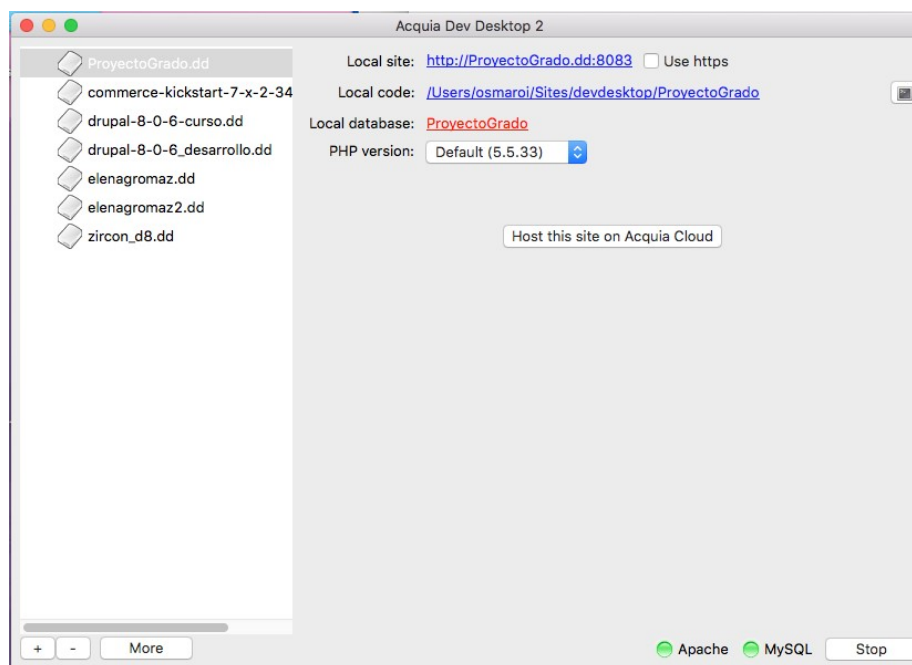 Acquia Dev Desktop 2
ProyectoGrado.dd
commerce-kickstart-7-x-2-34
drupal-8-0-6-curso.dd
drupal-8-0-6_desarrollo.dd
elenagromaz.dd
elenagromaz2.dd
zircon_d8.dd
Local site: http://ProyectoGrado.dd:8083 Use https
Local code: /Users/osmaroi/Sites/devdesktop/ProyectoGrado
Local database: ProyectoGrado
PHP version: Default (5.5.33)
Host this site on Acquia Cloud
+ - More
Apache MySQL Stop